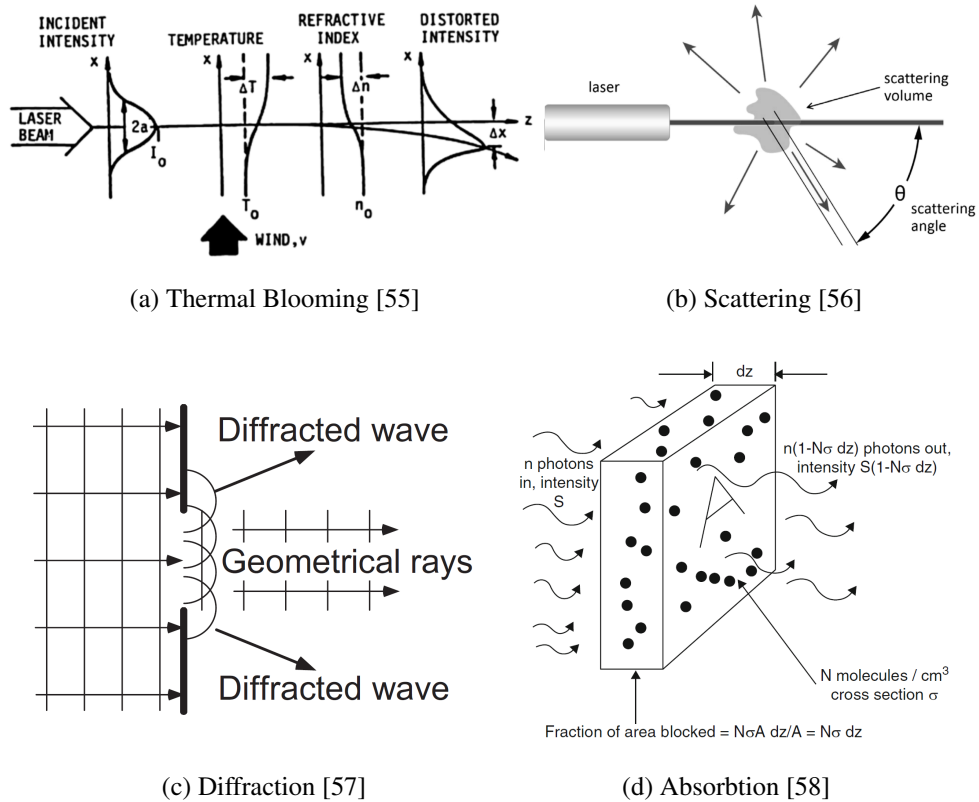 INCIDENT
INTENSITY
TEMPERATURE
REFRACTIVE
INDEX
DISTORTED
INTENSITY
x
x
x
x
ΔT
Δn
LASER
BEAM
2a
I₀
z
Δx
T₀
n₀
WIND,v
(a) Thermal Blooming [55]
laser
scattering
volume
θ
scattering
angle
(b) Scattering [56]
Diffracted wave
Geometrical rays
Diffracted wave
(c) Diffraction [57]
dz
n photons
in, intensity
S
n(1-Nσ dz) photons out,
intensity S(1-Nσ dz)
A
N molecules / cm³
cross section σ
Fraction of area blocked = NσA dz/A = Nσ dz
(d) Absorbtion [58]